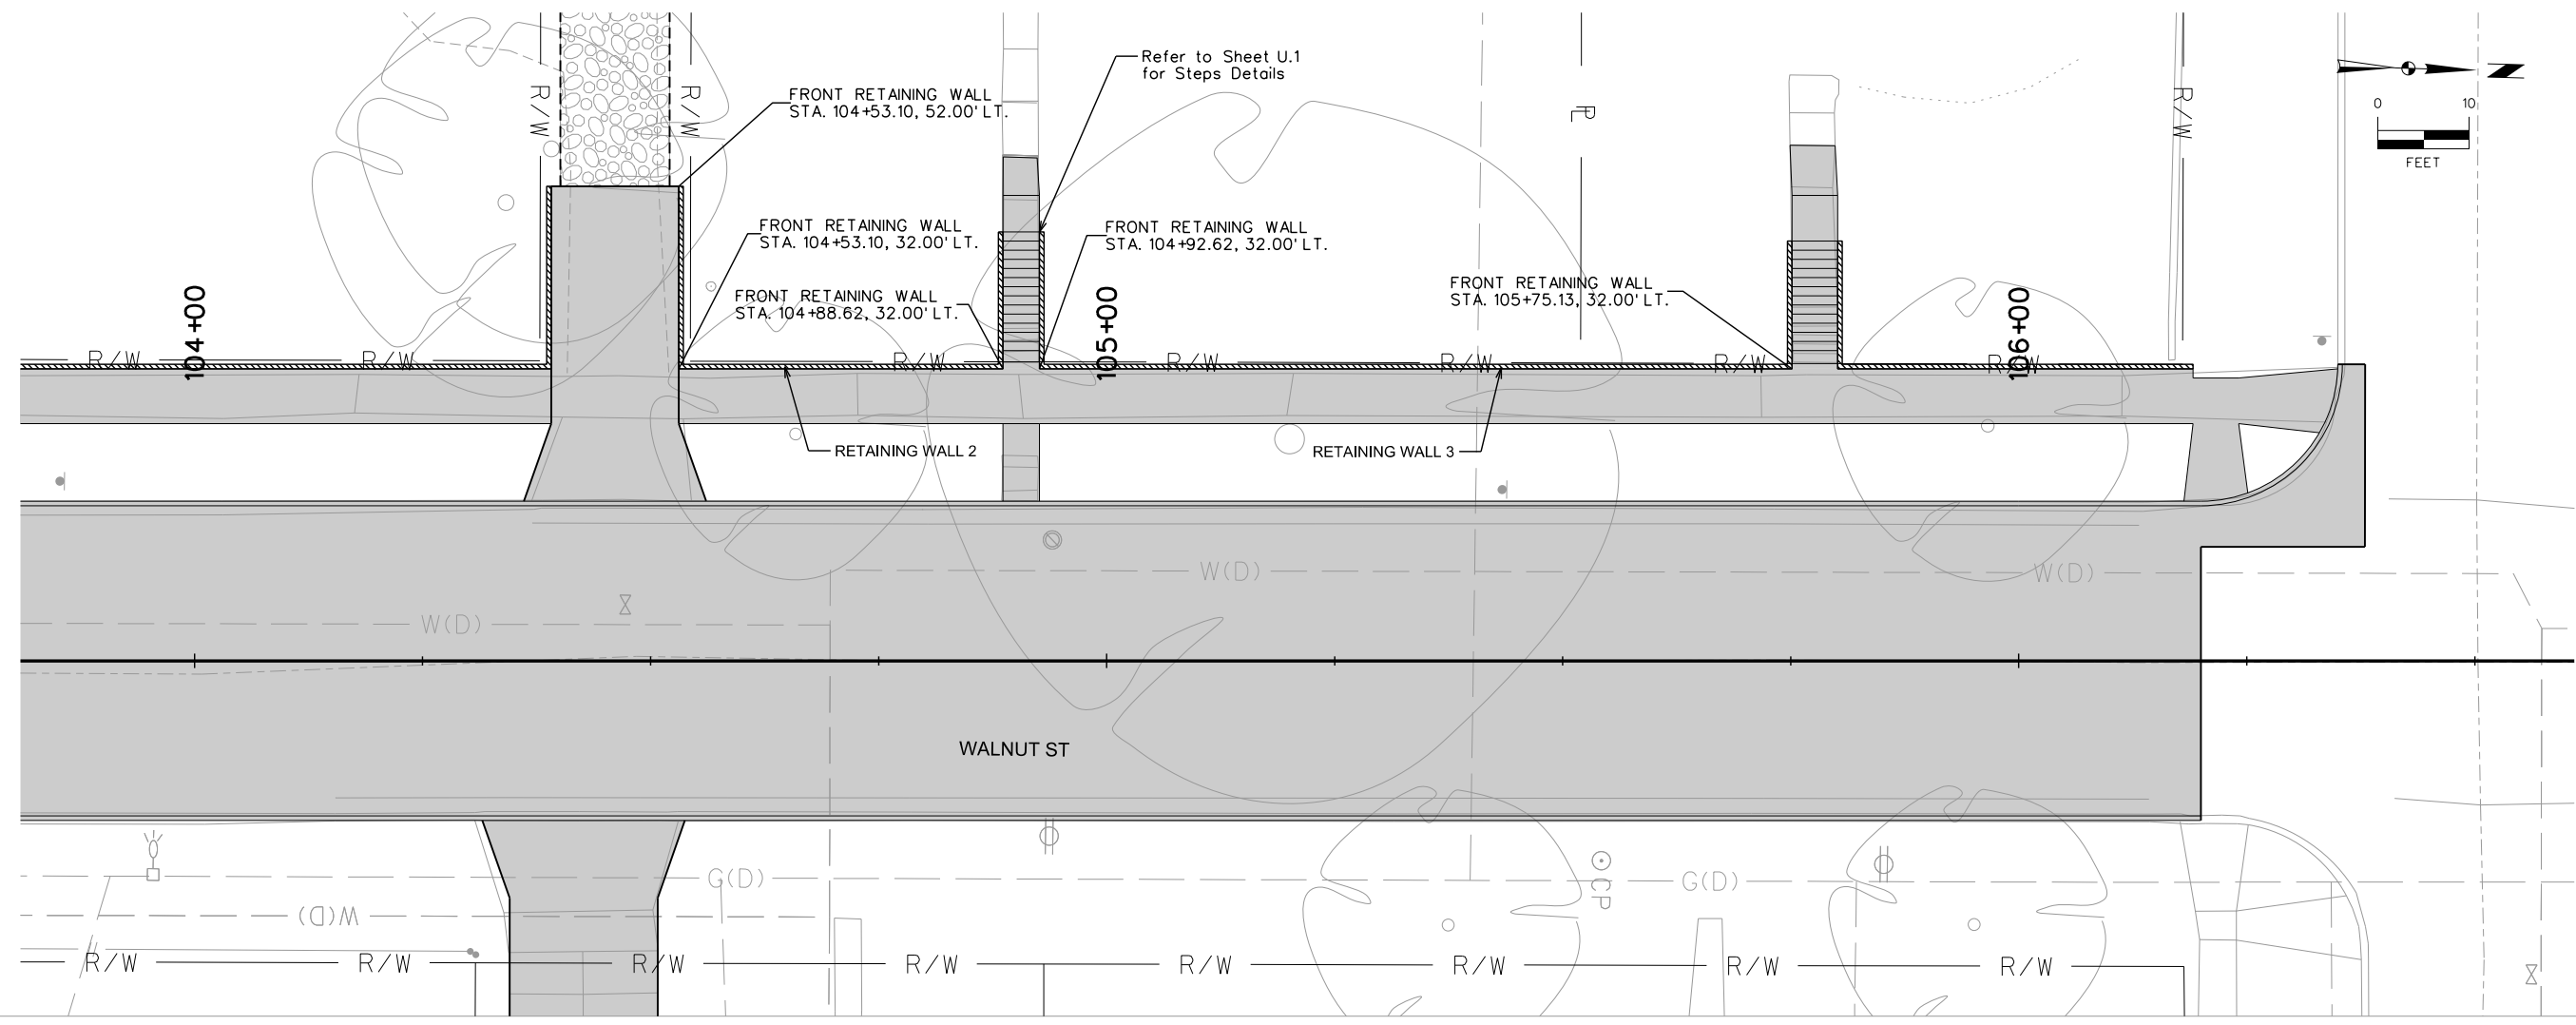 Refer to Sheet U.1
for Steps Details
0 10
FEET
N
R/W
R/W
FRONT RETAINING WALL
STA. 104+53.10, 52.00' LT.
PL
R/W
FRONT RETAINING WALL
STA. 104+53.10, 32.00' LT.
FRONT RETAINING WALL
STA. 104+92.62, 32.00' LT.
FRONT RETAINING WALL
STA. 104+88.62, 32.00' LT.
FRONT RETAINING WALL
STA. 105+75.13, 32.00' LT.
104+00
105+00
106+00
R/W R/W R/W R/W R/W R/W R/W
RETAINING WALL 2
RETAINING WALL 3
W(D) W(D)
W(D)
WALNUT ST
G(D) G(D)
CP
W(D)
R/W R/W R/W R/W R/W R/W R/W R/W